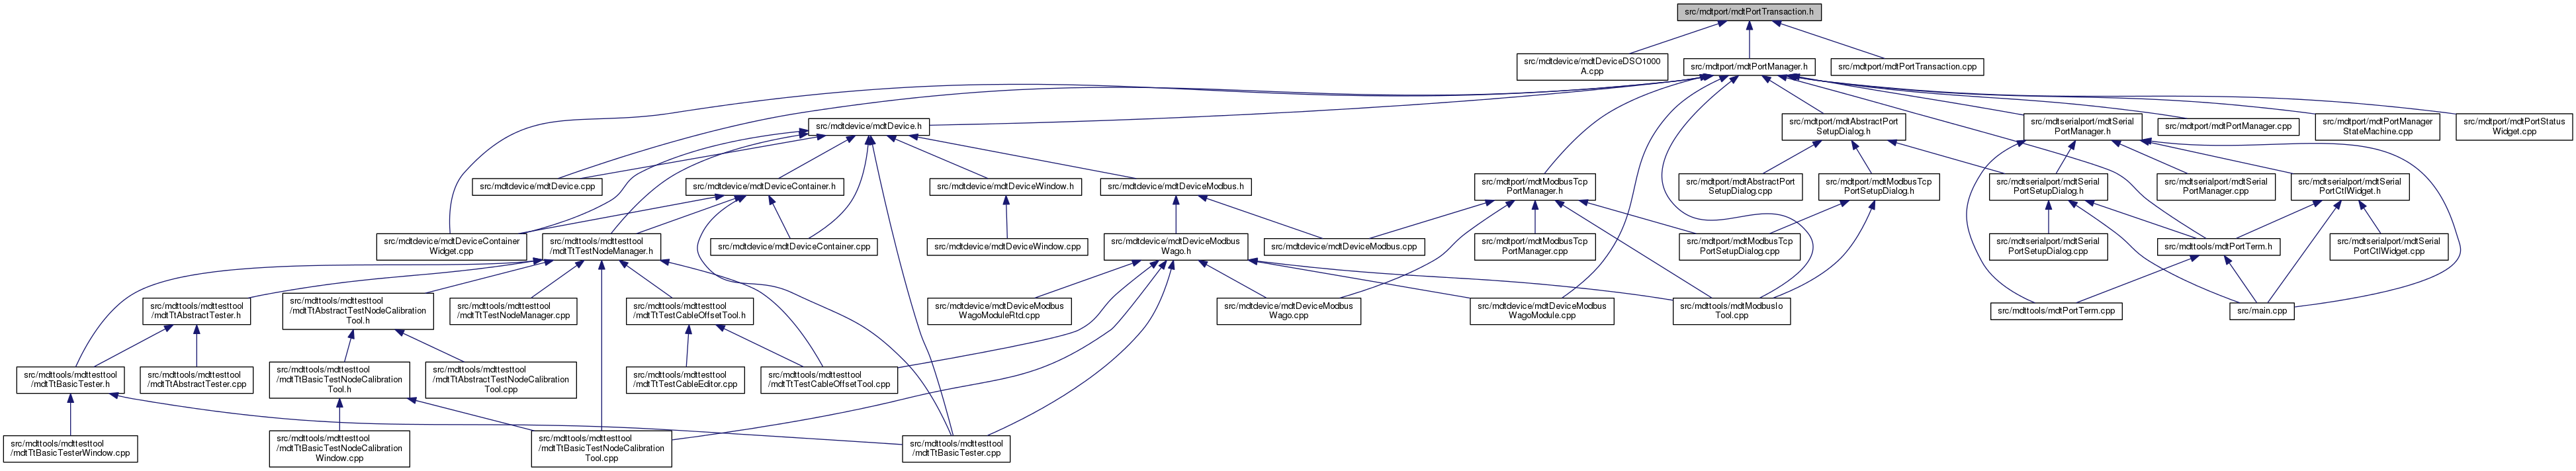 src/mdtport/mdtPortTransaction.h
src/mdtdevice/mdtDeviceDSO1000
A.cpp
src/mdtport/mdtPortManager.h
src/mdtport/mdtPortTransaction.cpp
src/mdtdevice/mdtDevice.h
src/mdtport/mdtAbstractPort
SetupDialog.h
src/mdtserialport/mdtSerial
PortManager.h
src/mdtport/mdtPortManager.cpp
src/mdtport/mdtPortManager
StateMachine.cpp
src/mdtport/mdtPortStatus
Widget.cpp
src/mdtdevice/mdtDevice.cpp
src/mdtdevice/mdtDeviceContainer.h
src/mdtdevice/mdtDeviceWindow.h
src/mdtdevice/mdtDeviceModbus.h
src/mdtport/mdtModbusTcp
PortManager.h
src/mdtport/mdtAbstractPort
SetupDialog.cpp
src/mdtport/mdtModbusTcp
PortSetupDialog.h
src/mdtserialport/mdtSerial
PortSetupDialog.h
src/mdtserialport/mdtSerial
PortManager.cpp
src/mdtserialport/mdtSerial
PortCtlWidget.h
src/mdtdevice/mdtDeviceContainer
Widget.cpp
src/mdttools/mdttesttool
/mdtTtTestNodeManager.h
src/mdtdevice/mdtDeviceContainer.cpp
src/mdtdevice/mdtDeviceWindow.cpp
src/mdtdevice/mdtDeviceModbus
Wago.h
src/mdtdevice/mdtDeviceModbus.cpp
src/mdtport/mdtModbusTcp
PortManager.cpp
src/mdtport/mdtModbusTcp
PortSetupDialog.cpp
src/mdtserialport/mdtSerial
PortSetupDialog.cpp
src/mdttools/mdtPortTerm.h
src/mdtserialport/mdtSerial
PortCtlWidget.cpp
src/mdttools/mdttesttool
/mdtTtAbstractTester.h
src/mdttools/mdttesttool
/mdtTtAbstractTestNodeCalibration
Tool.h
src/mdttools/mdttesttool
/mdtTtTestNodeManager.cpp
src/mdttools/mdttesttool
/mdtTtTestCableOffsetTool.h
src/mdtdevice/mdtDeviceModbus
WagoModuleRtd.cpp
src/mdtdevice/mdtDeviceModbus
Wago.cpp
src/mdtdevice/mdtDeviceModbus
WagoModule.cpp
src/mdttools/mdtModbusIo
Tool.cpp
src/mdttools/mdtPortTerm.cpp
src/main.cpp
src/mdttools/mdttesttool
/mdtTtBasicTester.h
src/mdttools/mdttesttool
/mdtTtAbstractTester.cpp
src/mdttools/mdttesttool
/mdtTtBasicTestNodeCalibration
Tool.h
src/mdttools/mdttesttool
/mdtTtAbstractTestNodeCalibration
Tool.cpp
src/mdttools/mdttesttool
/mdtTtTestCableEditor.cpp
src/mdttools/mdttesttool
/mdtTtTestCableOffsetTool.cpp
src/mdttools/mdttesttool
/mdtTtBasicTesterWindow.cpp
src/mdttools/mdttesttool
/mdtTtBasicTestNodeCalibration
Window.cpp
src/mdttools/mdttesttool
/mdtTtBasicTestNodeCalibration
Tool.cpp
src/mdttools/mdttesttool
/mdtTtBasicTester.cpp